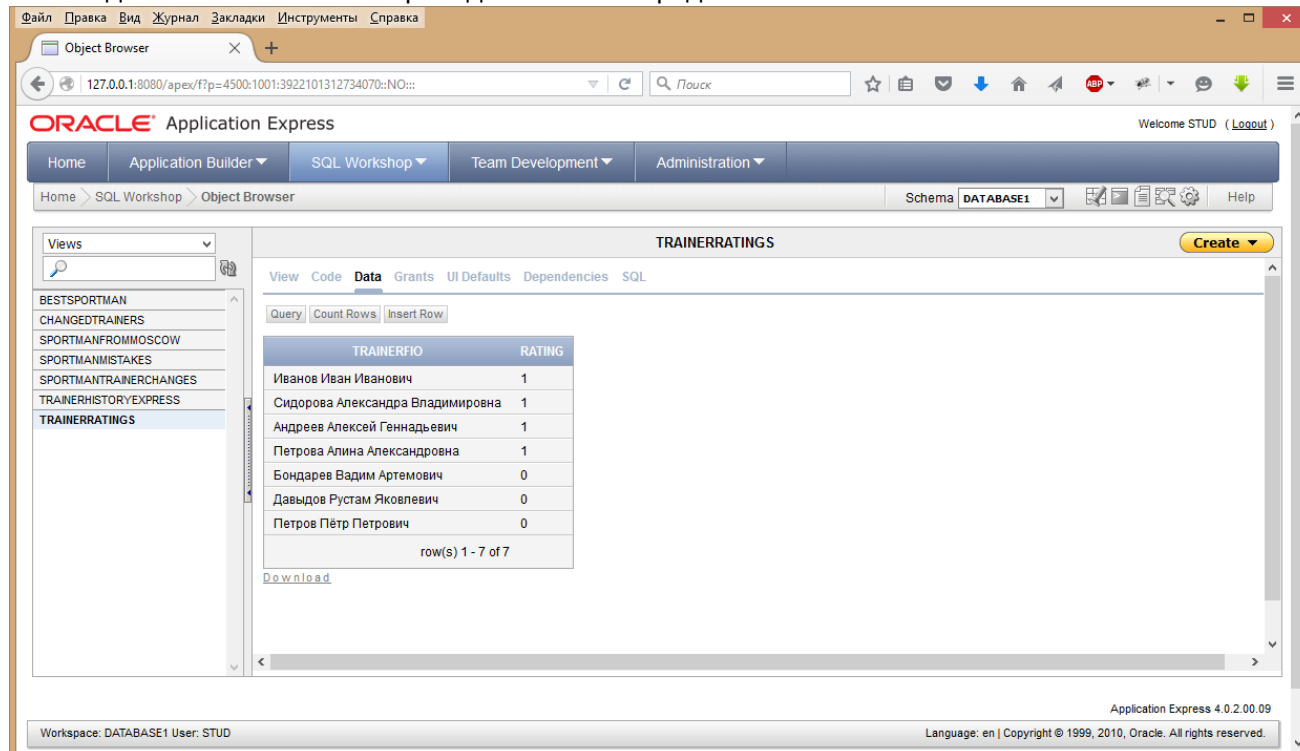 Файл Правка Вид Журнал Закладки Инструменты Справка
Object Browser
127.0.0.1:8080/apex/f?p=4500:1001:3922101312734070::NO:::
Поиск
ABP
ORACLE Application Express
Welcome STUD ( Logout )
Home Application Builder SQL Workshop Team Development Administration
Home SQL Workshop Object Browser
Schema DATABASE1 Help
Views
TRAINERRATINGS
Create
View Code Data Grants UI Defaults Dependencies SQL
BESTSPORTMAN
CHANGEDTRAINERS
SPORTMANFROMMOSCOW
SPORTMANMISTAKES
SPORTMANTRAINERCHANGES
TRAINERHISTORYEXPRESS
TRAINERRATINGS
Query Count Rows Insert Row
TRAINERFIO RATING
Иванов Иван Иванович 1
Сидорова Александра Владимировна 1
Андреев Алексей Геннадьевич 1
Петрова Алина Александровна 1
Бондарев Вадим Артемович 0
Давыдов Рустам Яковлевич 0
Петров Пётр Петрович 0
row(s) 1 - 7 of 7
Download
Application Express 4.0.2.00.09
Workspace: DATABASE1 User: STUD
Language: en | Copyright © 1999, 2010, Oracle. All rights reserved.